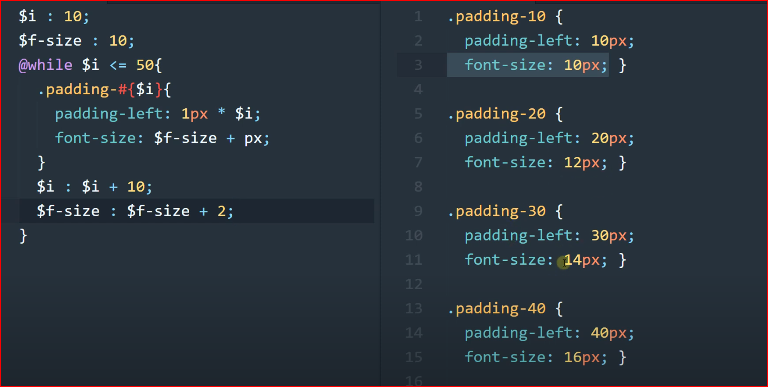 $i : 10;
$f-size : 10;
@while $i <= 50{
.padding-#{$i}{
padding-left: 1px * $i;
font-size: $f-size + px;
}
$i : $i + 10;
$f-size : $f-size + 2;
}
1 .padding-10 {
2 padding-left: 10px;
3 font-size: 10px; }
4
5 .padding-20 {
6 padding-left: 20px;
7 font-size: 12px; }
8
9 .padding-30 {
10 padding-left: 30px;
11 font-size: 14px; }
12
13 .padding-40 {
14 padding-left: 40px;
15 font-size: 16px; }
16